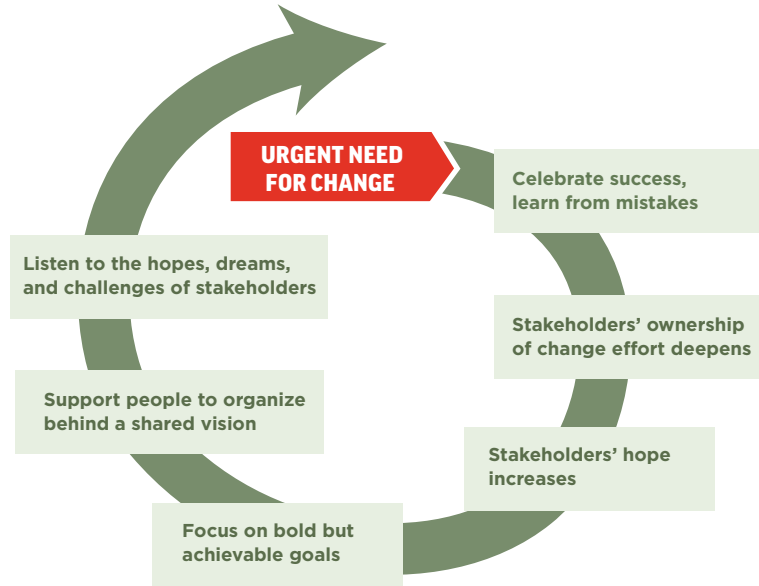 URGENT NEED
FOR CHANGE
Celebrate success,
learn from mistakes
Stakeholders’ ownership
of change effort deepens
Stakeholders’ hope
increases
Focus on bold but
achievable goals
Support people to organize
behind a shared vision
Listen to the hopes, dreams,
and challenges of stakeholders